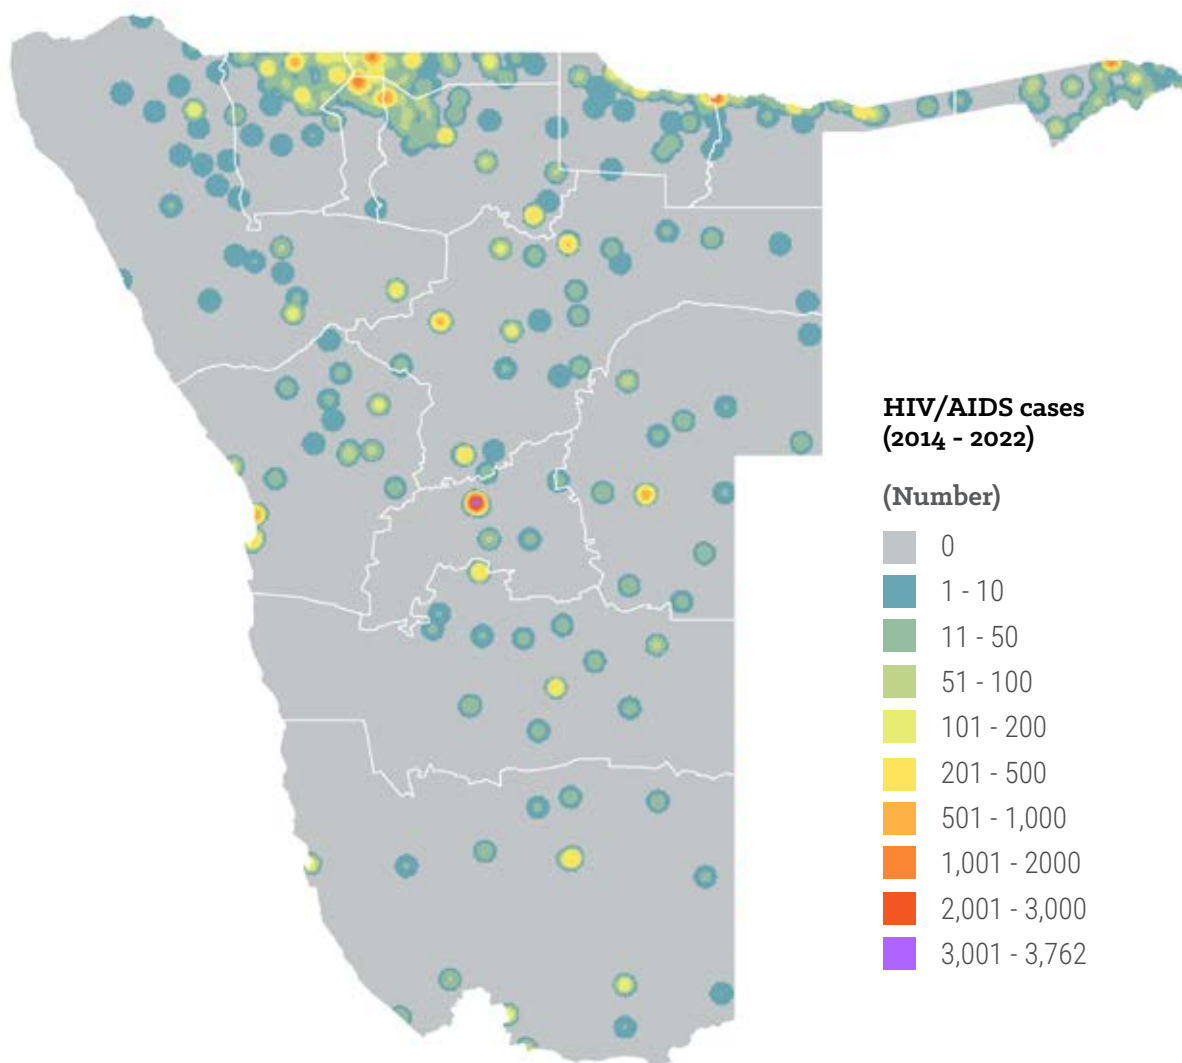 HIV/AIDS cases
(2014 - 2022)
(Number)
0
1 - 10
11 - 50
51 - 100
101 - 200
201 - 500
501 - 1,000
1,001 - 2000
2,001 - 3,000
3,001 - 3,762